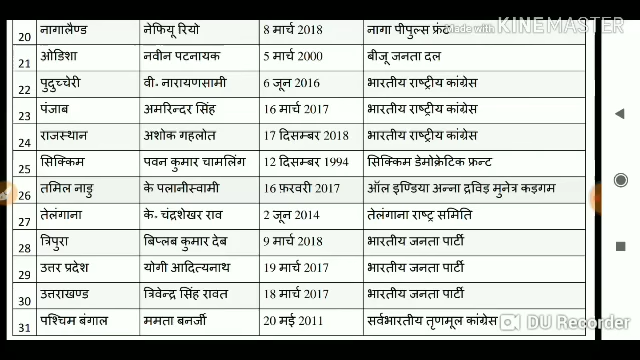 20 नागालैण्ड नेफियू रियो 8 मार्च 2018 नागा पीपुल्स फ्रंट
Made with KINEMASTER
21 ओडिशा नवीन पटनायक 5 मार्च 2000 बीजू जनता दल
22 पुदुच्चेरी वी. नारायणसामी 6 जून 2016 भारतीय राष्ट्रीय कांग्रेस
23 पंजाब अमरिन्दर सिंह 16 मार्च 2017 भारतीय राष्ट्रीय कांग्रेस
24 राजस्थान अशोक गहलोत 17 दिसम्बर 2018 भारतीय राष्ट्रीय कांग्रेस
25 सिक्किम पवन कुमार चामलिंग 12 दिसम्बर 1994 सिक्किम डेमोक्रेटिक फ्रन्ट
26 तमिल नाडु के पलानीस्वामी 16 फ़रवरी 2017 ऑल इण्डिया अन्ना द्रविड़ मुनेत्र कड़गम
27 तेलंगाना के. चंद्रशेखर राव 2 जून 2014 तेलंगाना राष्ट्र समिति
28 त्रिपुरा बिप्लब कुमार देब 9 मार्च 2018 भारतीय जनता पार्टी
29 उत्तर प्रदेश योगी आदित्यनाथ 19 मार्च 2017 भारतीय जनता पार्टी
30 उत्तराखण्ड त्रिवेन्द्र सिंह रावत 18 मार्च 2017 भारतीय जनता पार्टी
31 पश्चिम बंगाल ममता बनर्जी 20 मई 2011 सर्वभारतीय तृणमूल कांग्रेस
DU Recorder